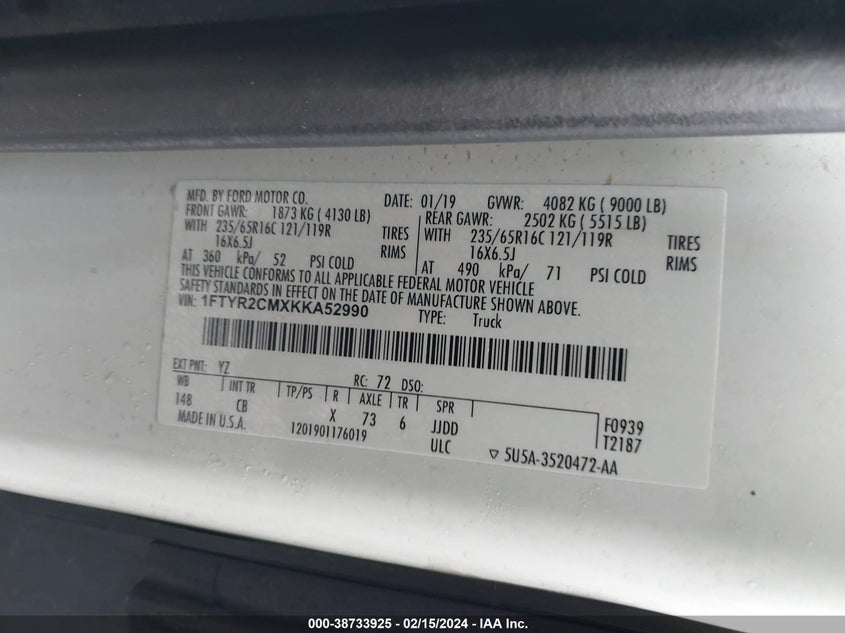 MFD. BY FORD MOTOR CO. DATE: 01/19 GVWR: 4082 KG ( 9000 LB)
FRONT GAWR: 1873 KG ( 4130 LB) REAR GAWR: 2502 KG ( 5515 LB)
WITH 235/65R16C 121/119R TIRES WITH 235/65R16C 121/119R TIRES
16X6.5J RIMS 16X6.5J RIMS
AT 360 kPa/ 52 PSI COLD AT 490 kPa/ 71 PSI COLD
THIS VEHICLE CONFORMS TO ALL APPLICABLE FEDERAL MOTOR VEHICLE
SAFETY STANDARDS IN EFFECT ON THE DATE OF MANUFACTURE SHOWN ABOVE.
VIN: 1FTYR2CMXKKA52990 TYPE: Truck
EXT PNT: YZ RC: 72 DSO:
WB INT TR TP/PS R AXLE TR SPR
148 CB X 73 6 JJDD F0939
MADE IN U.S.A. 1201901176019 ULC T2187
▽ 5U5A-3520472-AA
000-38733925 - 02/15/2024 - IAA Inc.